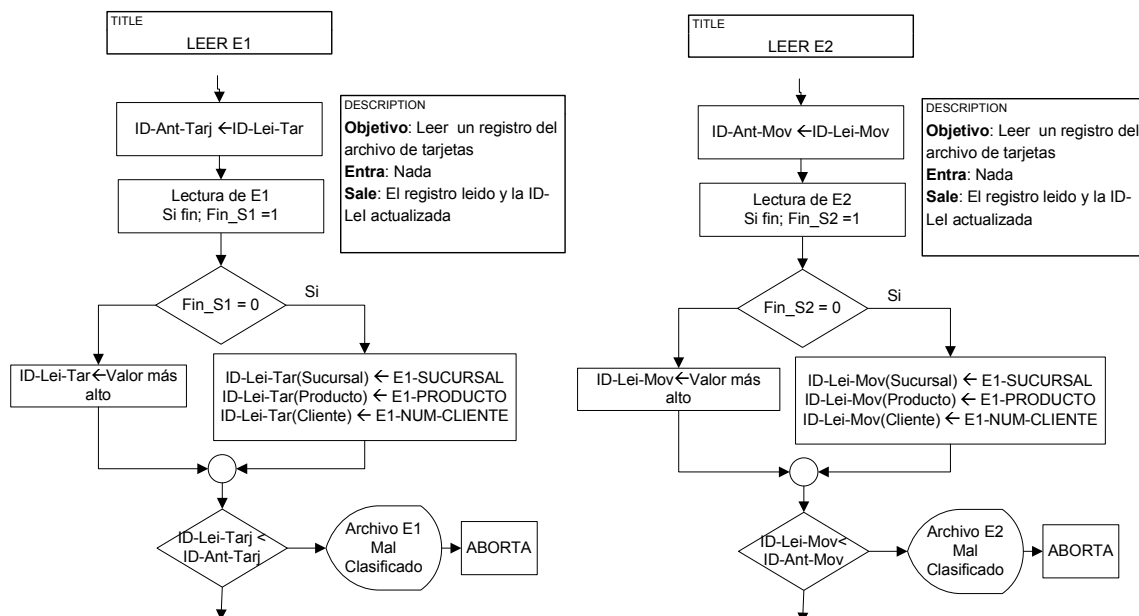 TITLE
LEER E1
ID-Ant-Tarj ←ID-Lei-Tar
DESCRIPTION
Objetivo: Leer un registro del
archivo de tarjetas
Entra: Nada
Sale: El registro leido y la ID-
LeI actualizada
Lectura de E1
Si fin; Fin_S1 =1
Fin_S1 = 0
Si
ID-Lei-Tar←Valor más
alto
ID-Lei-Tar(Sucursal) ← E1-SUCURSAL
ID-Lei-Tar(Producto) ← E1-PRODUCTO
ID-Lei-Tar(Cliente) ← E1-NUM-CLIENTE
ID-Lei-Tarj <
ID-Ant-Tarj
Archivo E1
Mal
Clasificado
ABORTA
TITLE
LEER E2
ID-Ant-Mov ←ID-Lei-Mov
DESCRIPTION
Objetivo: Leer un registro del
archivo de tarjetas
Entra: Nada
Sale: El registro leido y la ID-
LeI actualizada
Lectura de E2
Si fin; Fin_S2 =1
Fin_S2 = 0
Si
ID-Lei-Mov←Valor más
alto
ID-Lei-Mov(Sucursal) ← E1-SUCURSAL
ID-Lei-Mov(Producto) ← E1-PRODUCTO
ID-Lei-Mov(Cliente) ← E1-NUM-CLIENTE
ID-Lei-Mov<
ID-Ant-Mov
Archivo E2
Mal
Clasificado
ABORTA